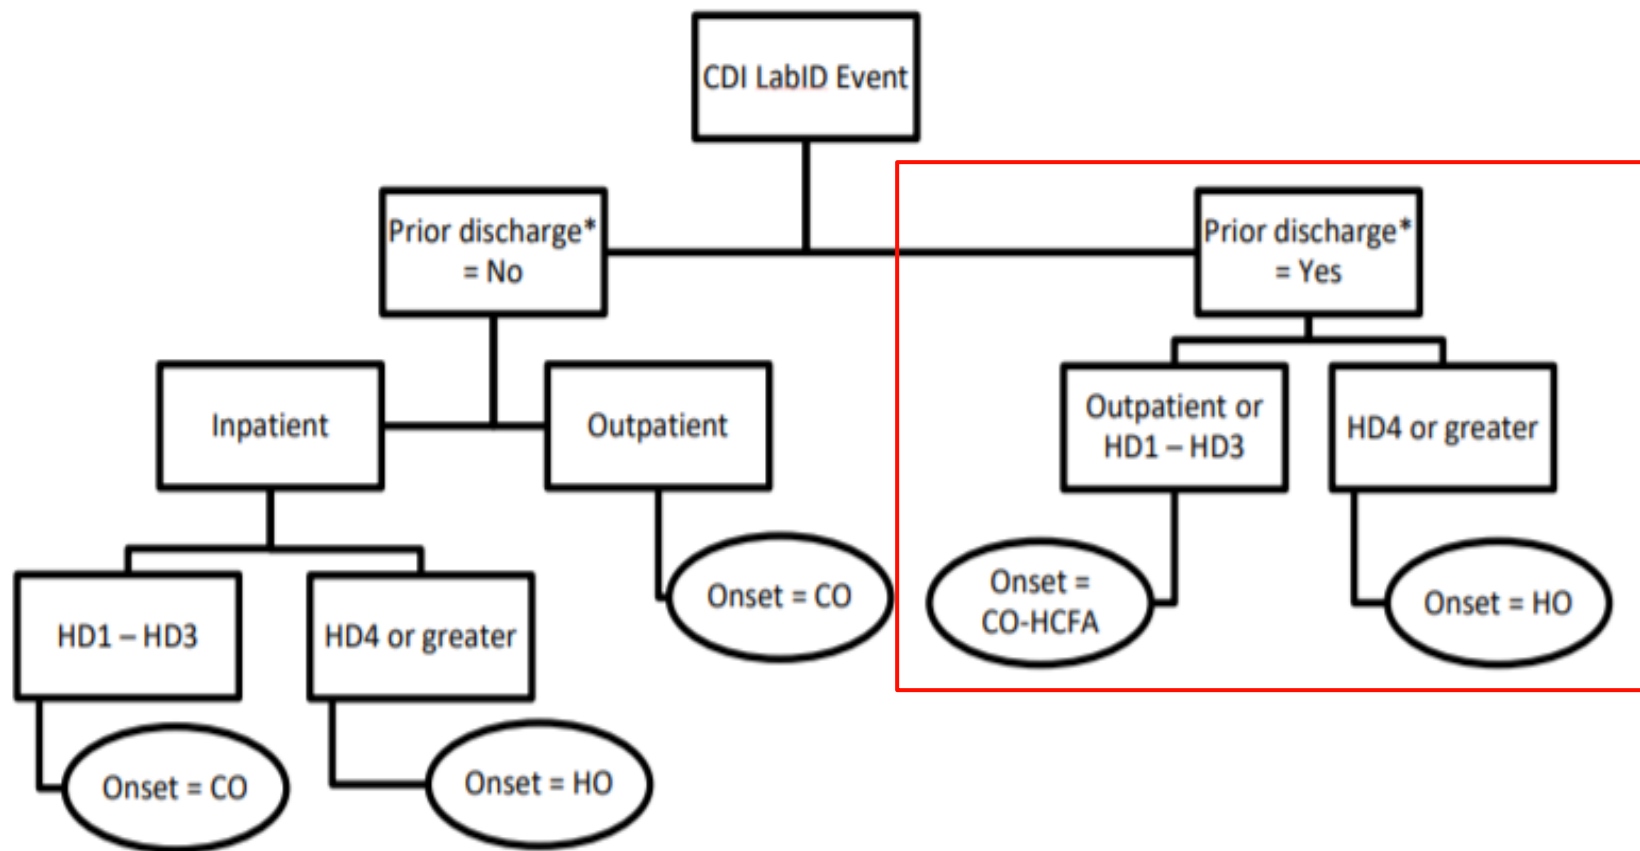 CDI LabID Event
Prior discharge*
= No
Prior discharge*
= Yes
Inpatient
Outpatient
Outpatient or
HD1 – HD3
HD4 or greater
HD1 – HD3
HD4 or greater
Onset = CO
Onset =
CO-HCFA
Onset = HO
Onset = CO
Onset = HO